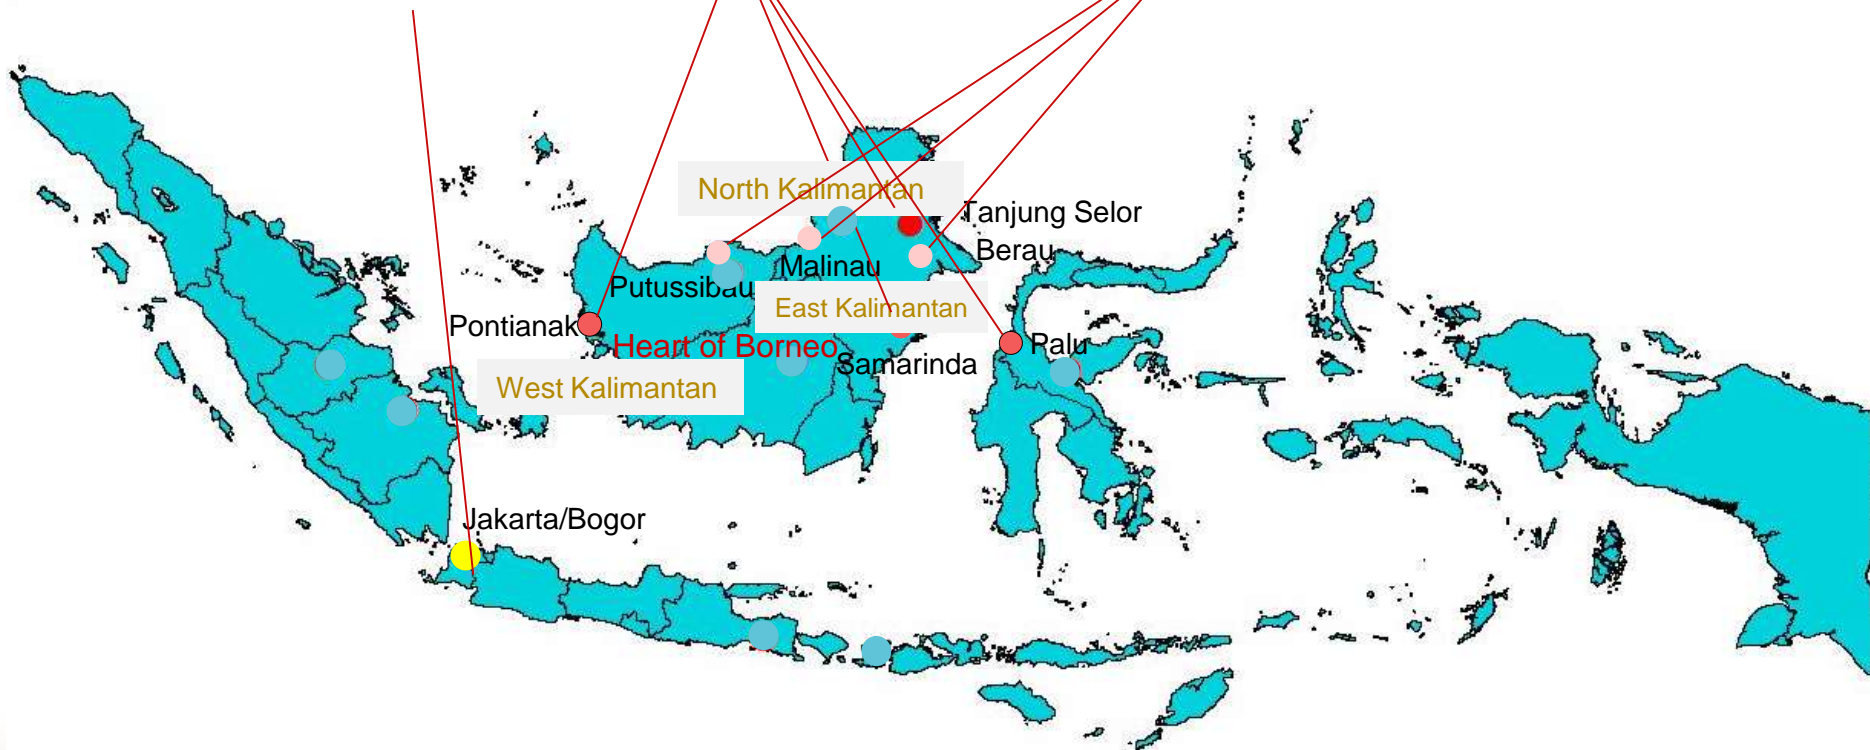 North Kalimantan
Tanjung Selor
Berau
Malinau
Putussibau
East Kalimantan
Pontianak
Heart of Borneo
Palu
Samarinda
West Kalimantan
Jakarta/Bogor